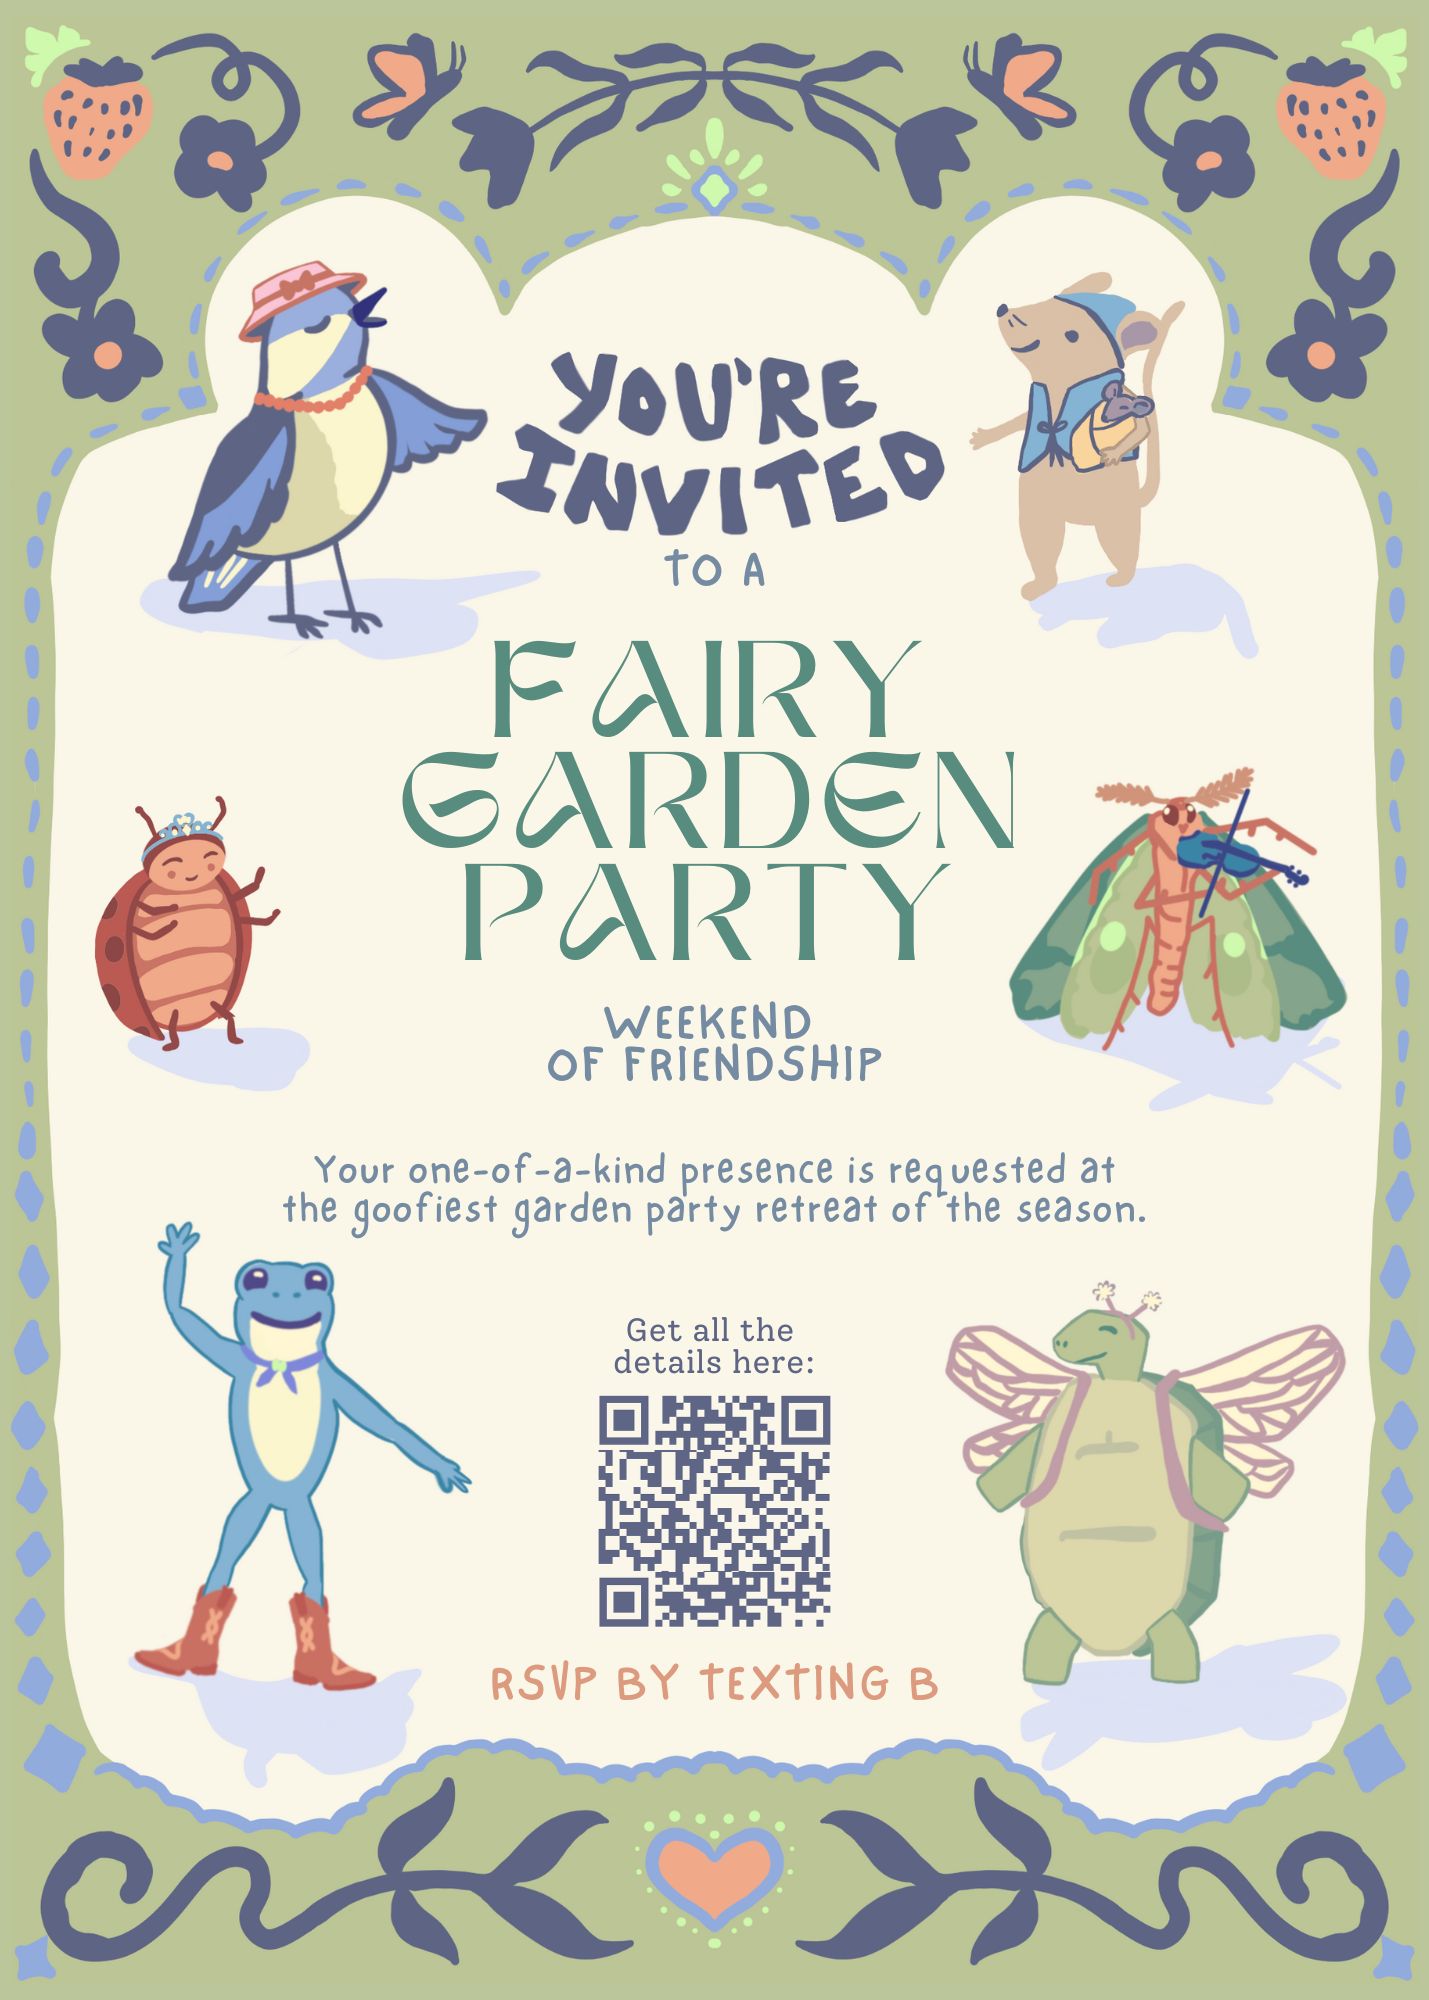 YOU'RE
INVITED
TO A
FAIRY
GARDEN
PARTY
WEEKEND
OF FRIENDSHIP
Your one-of-a-kind presence is requested at
the goofiest garden party retreat of the season.
Get all the
details here:
RSVP BY TEXTING B